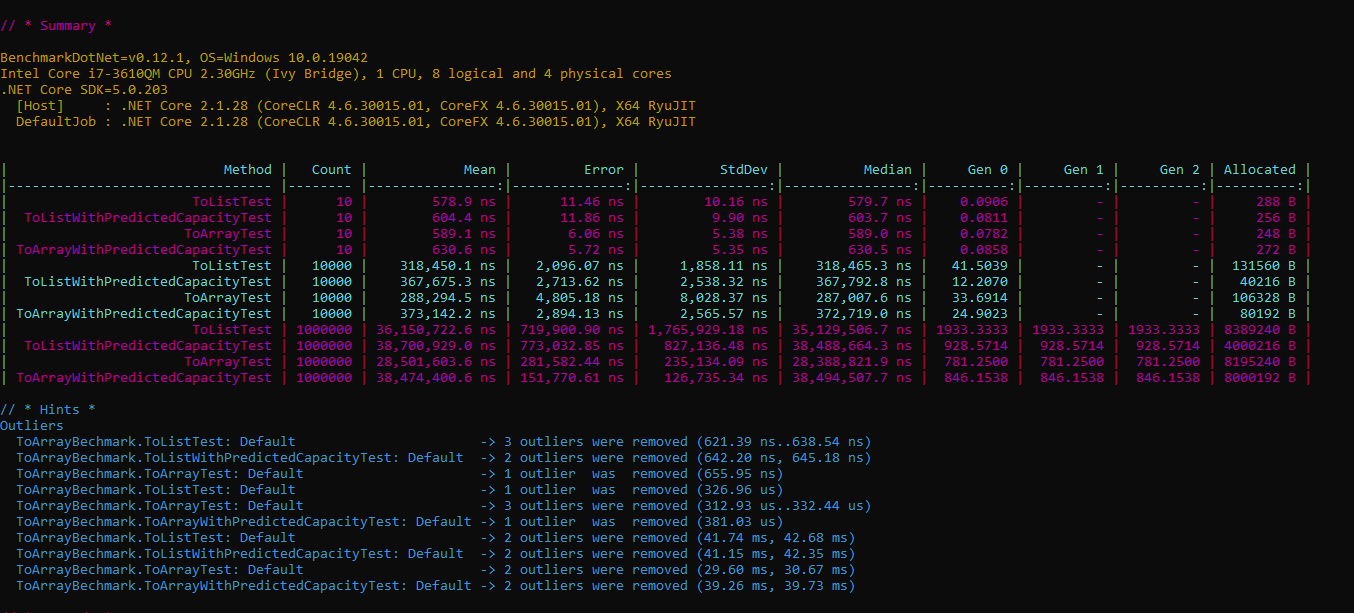 // * Summary *
BenchmarkDotNet=v0.12.1, OS=Windows 10.0.19042
Intel Core i7-3610QM CPU 2.30GHz (Ivy Bridge), 1 CPU, 8 logical and 4 physical cores
.NET Core SDK=5.0.203
  [Host]     : .NET Core 2.1.28 (CoreCLR 4.6.30015.01, CoreFX 4.6.30015.01), X64 RyuJIT
  DefaultJob : .NET Core 2.1.28 (CoreCLR 4.6.30015.01, CoreFX 4.6.30015.01), X64 RyuJIT
|                          Method |   Count |            Mean |         Error |          StdDev |          Median |     Gen 0 |     Gen 1 |     Gen 2 | Allocated |
|-------------------------------- |-------- |----------------:|--------------:|----------------:|----------------:|----------:|----------:|----------:|----------:|
|                      ToListTest |      10 |        578.9 ns |      11.46 ns |        10.16 ns |        579.7 ns |    0.0906 |         - |         - |     288 B |
| ToListWithPredictedCapacityTest |      10 |        604.4 ns |      11.86 ns |         9.90 ns |        603.7 ns |    0.0811 |         - |         - |     256 B |
|                     ToArrayTest |      10 |        589.1 ns |       6.06 ns |         5.38 ns |        589.0 ns |    0.0782 |         - |         - |     248 B |
| ToArrayWithPredictedCapacityTest |      10 |        630.6 ns |       5.72 ns |         5.35 ns |        630.5 ns |    0.0858 |         - |         - |     272 B |
|                      ToListTest |   10000 |    318,450.1 ns |   2,096.07 ns |     1,858.11 ns |    318,465.3 ns |   41.5039 |         - |         - |  131560 B |
| ToListWithPredictedCapacityTest |   10000 |    367,675.3 ns |   2,713.62 ns |     2,538.32 ns |    367,792.8 ns |   12.2070 |         - |         - |   40216 B |
|                     ToArrayTest |   10000 |    288,294.5 ns |   4,805.18 ns |     8,028.37 ns |    287,007.6 ns |   33.6914 |         - |         - |  106328 B |
| ToArrayWithPredictedCapacityTest |   10000 |    373,142.2 ns |   2,894.13 ns |     2,565.57 ns |    372,719.0 ns |   24.9023 |         - |         - |   80192 B |
|                      ToListTest | 1000000 | 36,150,722.6 ns | 719,900.90 ns | 1,765,929.18 ns | 35,129,506.7 ns | 1933.3333 | 1933.3333 | 1933.3333 | 8389240 B |
| ToListWithPredictedCapacityTest | 1000000 | 38,700,929.0 ns | 773,032.85 ns |   827,136.48 ns | 38,488,664.3 ns |  928.5714 |  928.5714 |  928.5714 | 4000216 B |
|                     ToArrayTest | 1000000 | 28,501,603.6 ns | 281,582.44 ns |   235,134.09 ns | 28,388,821.9 ns |  781.2500 |  781.2500 |  781.2500 | 8195240 B |
| ToArrayWithPredictedCapacityTest | 1000000 | 38,474,400.6 ns | 151,770.61 ns |   126,735.34 ns | 38,494,507.7 ns |  846.1538 |  846.1538 |  846.1538 | 8000192 B |
// * Hints *
Outliers
  ToArrayBechmark.ToListTest: Default                       -> 3 outliers were removed (621.39 ns..638.54 ns)
  ToArrayBechmark.ToListWithPredictedCapacityTest: Default  -> 2 outliers were removed (642.20 ns, 645.18 ns)
  ToArrayBechmark.ToArrayTest: Default                      -> 1 outlier  was  removed (655.95 ns)
  ToArrayBechmark.ToListTest: Default                       -> 1 outlier  was  removed (326.96 us)
  ToArrayBechmark.ToArrayTest: Default                      -> 3 outliers were removed (312.93 us..332.44 us)
  ToArrayBechmark.ToArrayWithPredictedCapacityTest: Default -> 1 outlier  was  removed (381.03 us)
  ToArrayBechmark.ToListTest: Default                       -> 2 outliers were removed (41.74 ms, 42.68 ms)
  ToArrayBechmark.ToListWithPredictedCapacityTest: Default  -> 2 outliers were removed (41.15 ms, 42.35 ms)
  ToArrayBechmark.ToArrayTest: Default                      -> 2 outliers were removed (29.60 ms, 30.67 ms)
  ToArrayBechmark.ToArrayWithPredictedCapacityTest: Default -> 2 outliers were removed (39.26 ms, 39.73 ms)